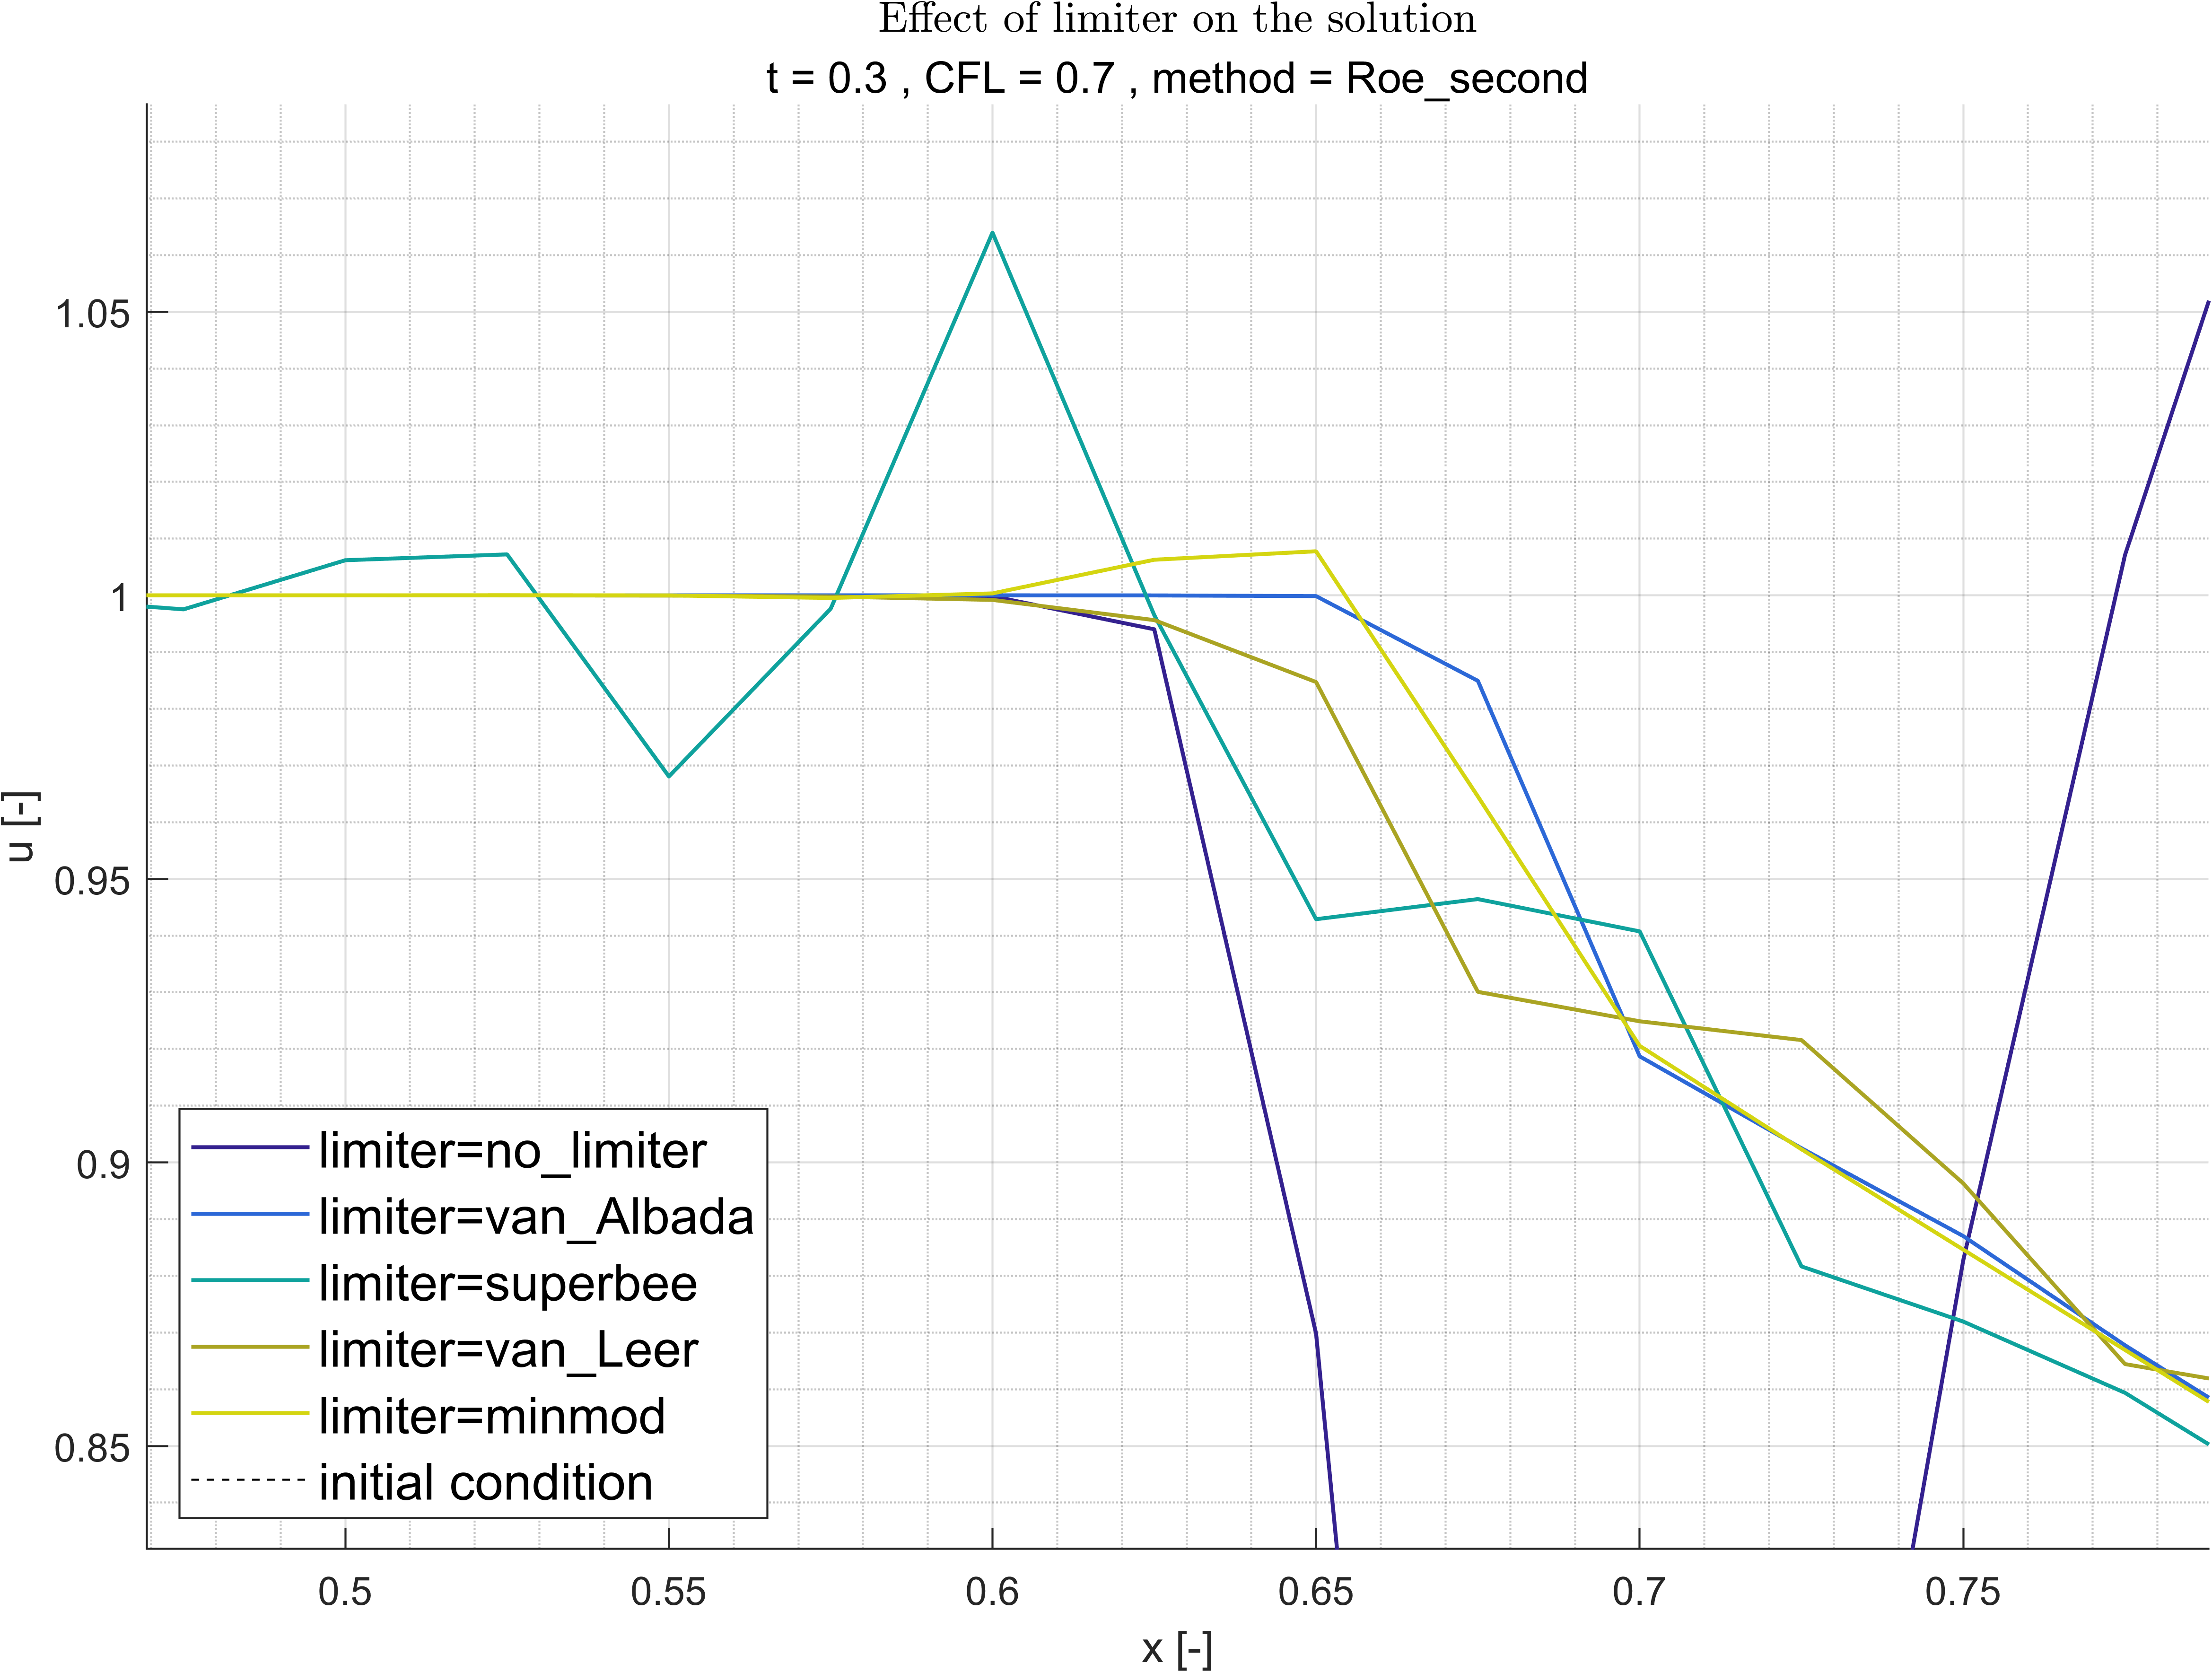 Effect of limiter on the solution
t = 0.3 , CFL = 0.7 , method = Roe_second
1.05
1
0.95
0.9
0.85
u [-]
limiter=no_limiter
limiter=van_Albada
limiter=superbee
limiter=van_Leer
limiter=minmod
initial condition
0.5 0.55 0.6 0.65 0.7 0.75
x [-]